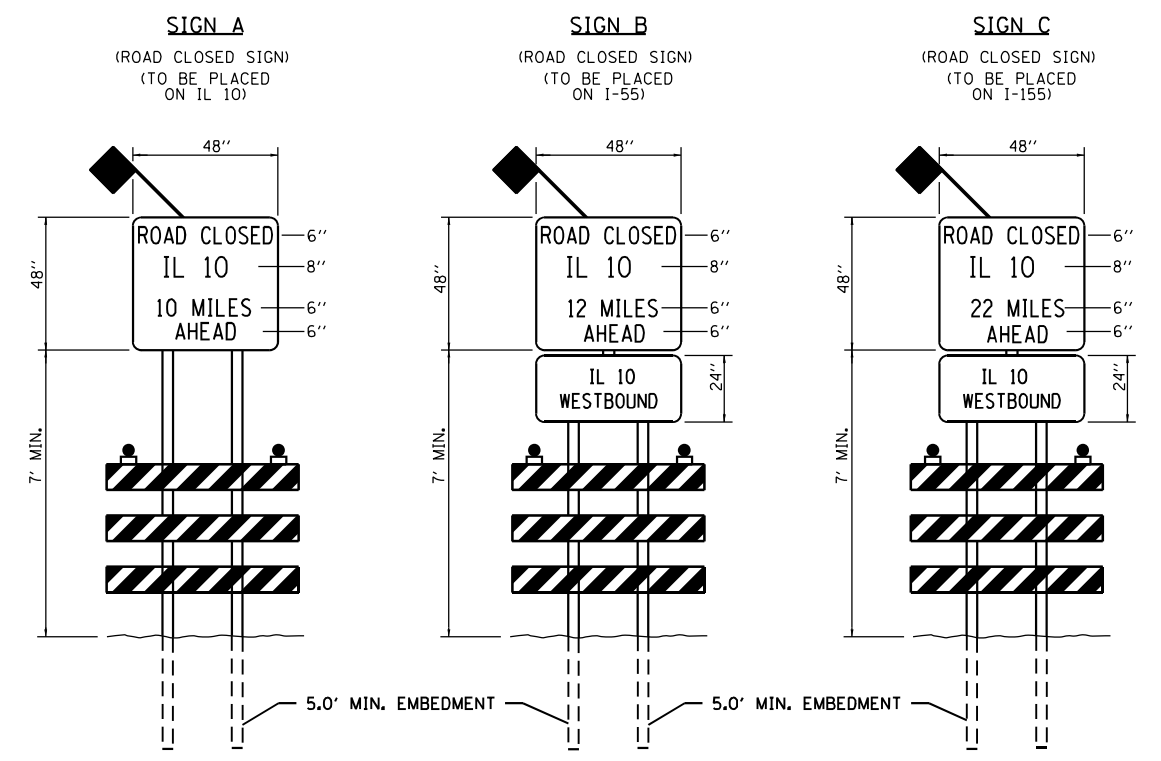 SIGN A
(ROAD CLOSED SIGN)
(TO BE PLACED
ON IL 10)
48''
ROAD CLOSED
6''
IL 10
8''
10 MILES
6''
AHEAD
6''
48''
7' MIN.
SIGN B
(ROAD CLOSED SIGN)
(TO BE PLACED
ON I-55)
48''
ROAD CLOSED
6''
IL 10
8''
12 MILES
6''
AHEAD
6''
48''
IL 10
WESTBOUND
24''
7' MIN.
SIGN C
(ROAD CLOSED SIGN)
(TO BE PLACED
ON I-155)
48''
ROAD CLOSED
6''
IL 10
8''
22 MILES
6''
AHEAD
6''
48''
IL 10
WESTBOUND
24''
7' MIN.
5.0' MIN. EMBEDMENT
5.0' MIN. EMBEDMENT